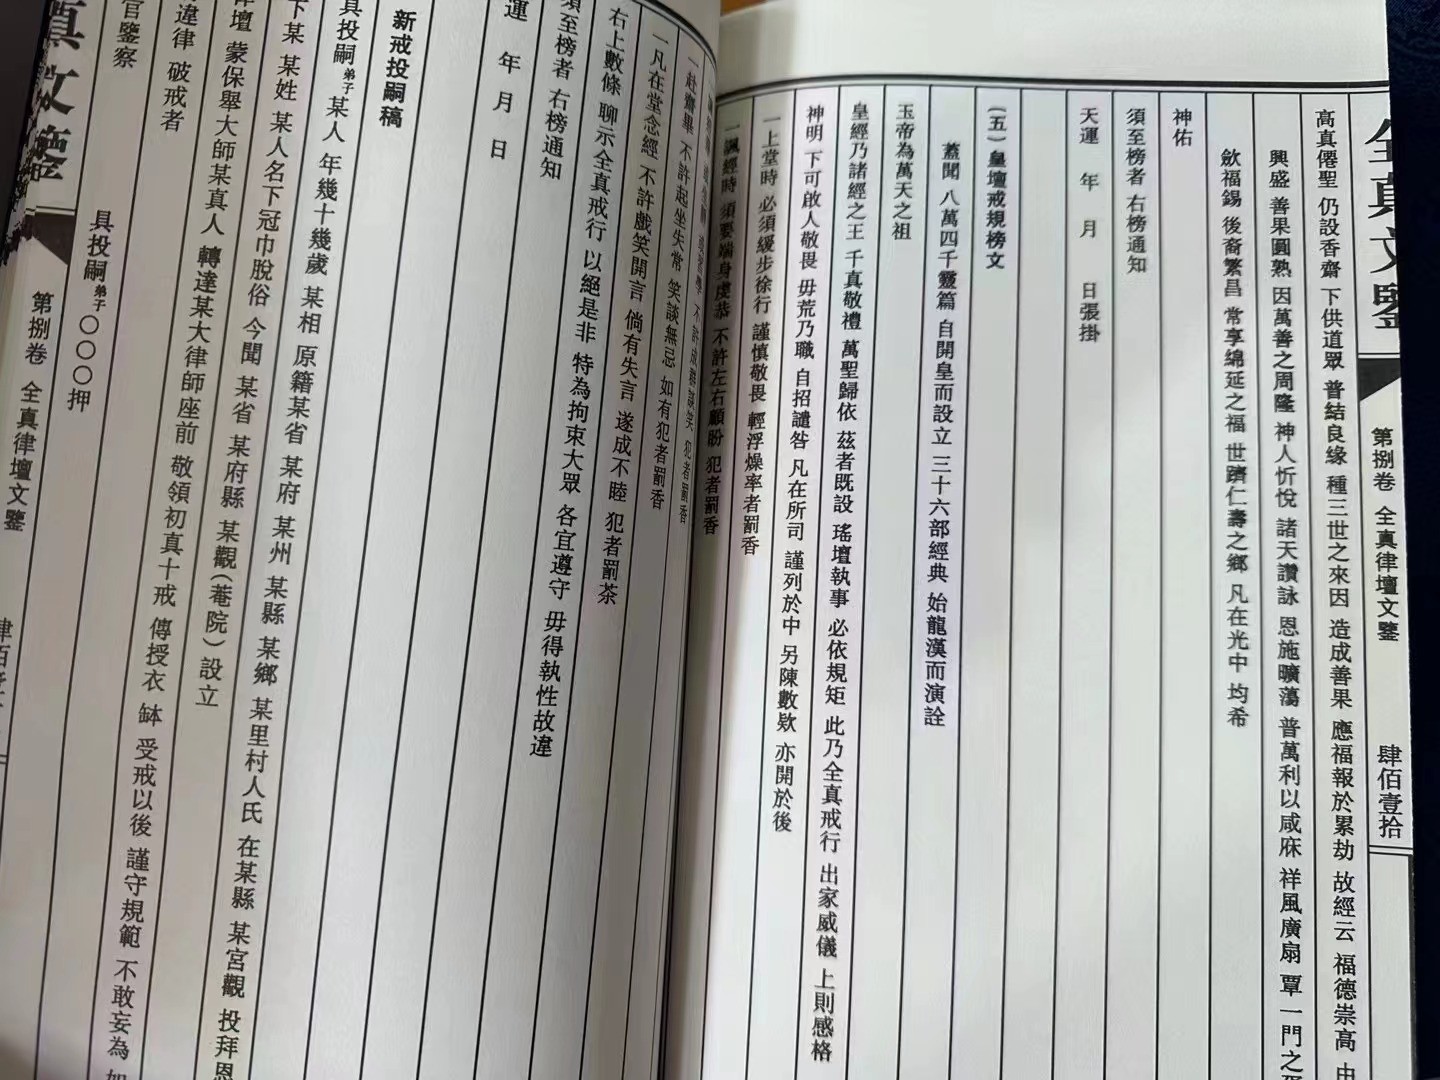 全真文鑒
第捌卷 全真律壇文鑒
肆佰壹拾
高真僊聖 仍設香齋 下供道眾 普結良緣 種三世之來因 造成善果 應福報於累劫 故經云 福德崇高 由
興盛 善果圓熟 因萬善之周隆 神人忻悅 諸天讚詠 恩施曠蕩 普萬利以咸庥 祥風廣扇 覃一門之
歛福錫 後裔繁昌 常享綿延之福 世躋仁壽之鄉 凡在光中 均希
神佑
須至榜者 右榜通知
天運 年 月 日張掛
(五)皇壇戒規榜文
蓋聞 八萬四千靈篇 自開皇而設立 三十六部經典 始龍漢而演詮
玉帝為萬天之祖
皇經乃諸經之王 千真敬禮 萬聖歸依 茲者既設 瑤壇執事 必依規矩 此乃全真戒行 出家威儀 上則感格
神明 下可啟人敬畏 毋荒乃職 自招譴咎 凡在所司 謹列於中 另陳數欵 亦開於後
一上堂時 必須緩步徐行 謹慎敬畏 輕浮燥率者罰香
一諷經時 須要端身虔恭 不許左右顧盼 犯者罰香
不許成群談笑 犯者罰香
一赴齋畢 不許起坐失常 笑談無忌 如有犯者罰香
一凡在堂念經 不許戲笑開言 倘有失言 遂成不睦 犯者罰茶
右上數條 聊示全真戒行 以絕是非 特為拘束大眾 各宜遵守 毋得執性故違
須至榜者 右榜通知
運 年 月 日
新戒投嗣稿
具投嗣弟子某人 年幾十幾歲 某相 原籍某省 某府 某州 某縣 某鄉 某里村人氏 在某縣 某宮觀 投拜恩
下某 某姓 某人名下冠巾脫俗 今聞 某省 某府縣 某觀(菴院)設立
律壇 蒙保舉大師某真人 轉達某大律師座前 敬領初真十戒 傳授衣 缽 受戒以後 謹守規範 不敢妄為 如
違律 破戒者
官鑒察
具投嗣弟子〇〇〇押
真文鑒
第捌卷 全真律壇文鑒